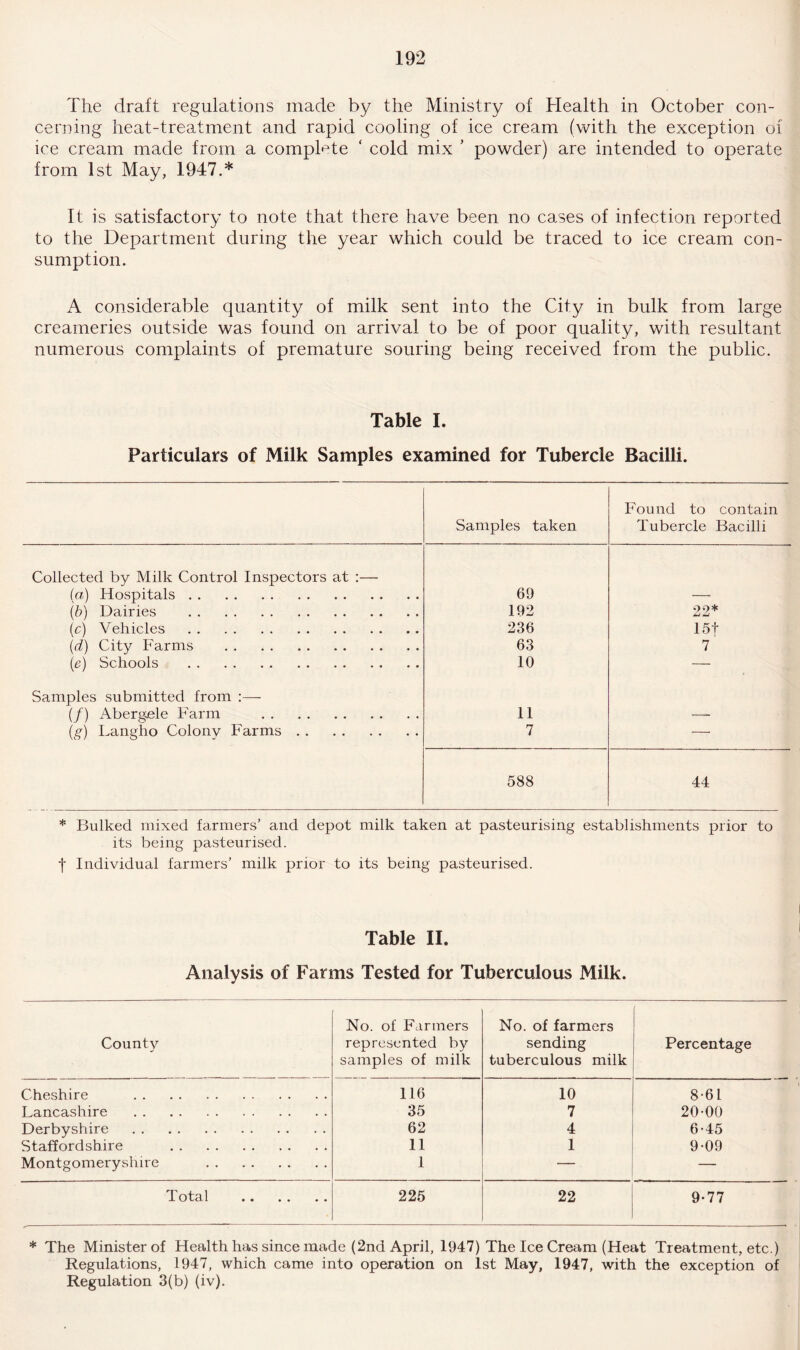 192
The draft regulations made by the Ministry of Health in October con-
cerning heat-treatment and rapid cooling of ice cream (with the exception of
ice cream made from a complete ‘ cold mix ’ powder) are intended to operate
from 1st May, 1947.*
It is satisfactory to note that there have been no cases of infection reported
to the Department during the year which could be traced to ice cream con-
sumption.
A considerable quantity of milk sent into the City in bulk from large
creameries outside was found on arrival to be of poor quality, with resultant
numerous complaints of premature souring being received from the public.
Table I.
Particulars of Milk Samples examined for Tubercle Bacilli.
Samples taken | Found to contain Tubercle Bacilli
Collected by Milk Control Inspectors at :—
(a) Hospitals . . . . . . . . . . . . . . 69 —
(b) Dairies . . . . . . . . . . . . . . 192 22*
(c) Vehicles . . . . . . . . . . . . . . 236 15†
(d) City Farms . . . . . . . . . . . . 63 7
(e) Schools . . . . . . . . . . . . . . 10 —
Samples submitted from :—
(f) Abergele Farm . . . . . . . . . . 11 —
(g) Langho Colony Farms . . . . . . . . 7 —
588 44
* Bulked mixed farmers’ and depot milk taken at pasteurising establishments prior to
its being pasteurised.
† Individual farmers’ milk prior to its being pasteurised.
Table II.
Analysis of Farms Tested for Tuberculous Milk.
County | No. of Farmers represented by samples of milk | No. of farmers sending tuberculous milk | Percentage
Cheshire . . . . . . . . . . . . 116 10 8·61
Lancashire . . . . . . . . . . . . 35 7 20·00
Derbyshire . . . . . . . . . . . . 62 4 6·45
Staffordshire . . . . . . . . . . 11 1 9·09
Montgomeryshire . . . . . . . . 1 — —
Total . . . . . . 225 22 9·77
* The Minister of Health has since made (2nd April, 1947) The Ice Cream (Heat Treatment, etc.)
Regulations, 1947, which came into operation on 1st May, 1947, with the exception of
Regulation 3(b) (iv).